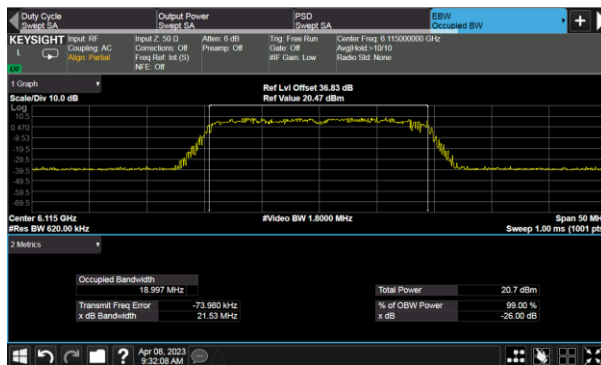 Duty Cycle
Swept SA
Output Power
Swept SA
PSD
Swept SA
EBW
Occupied BW
KEYSIGHT
L
Input: RF
Coupling: AC
Align: Partial
Input Z: 50 Ω
Corrections: Off
Freq Ref: Int (S)
NFE: Off
Atten: 6 dB
Preamp: Off
Trig: Free Run
Gate: Off
#IF Gain: Low
Center Freq: 6.115000000 GHz
Avg|Hold:>10/10
Radio Std: None
1 Graph
Scale/Div 10.0 dB
Ref Lvl Offset 36.83 dB
Ref Value 20.47 dBm
Log
10.5
0.470
-9.53
-19.5
-29.5
-39.5
-49.5
-59.5
-69.5
Center 6.115 GHz
#Res BW 620.00 kHz
#Video BW 1.8000 MHz
Span 50 MH
Sweep 1.00 ms (1001 pts
2 Metrics
Occupied Bandwidth
18.997 MHz
Total Power 20.7 dBm
Transmit Freq Error -73.980 kHz
% of OBW Power 99.00 %
x dB Bandwidth 21.53 MHz
x dB -26.00 dB
?
Apr 08, 2023
9:32:08 AM